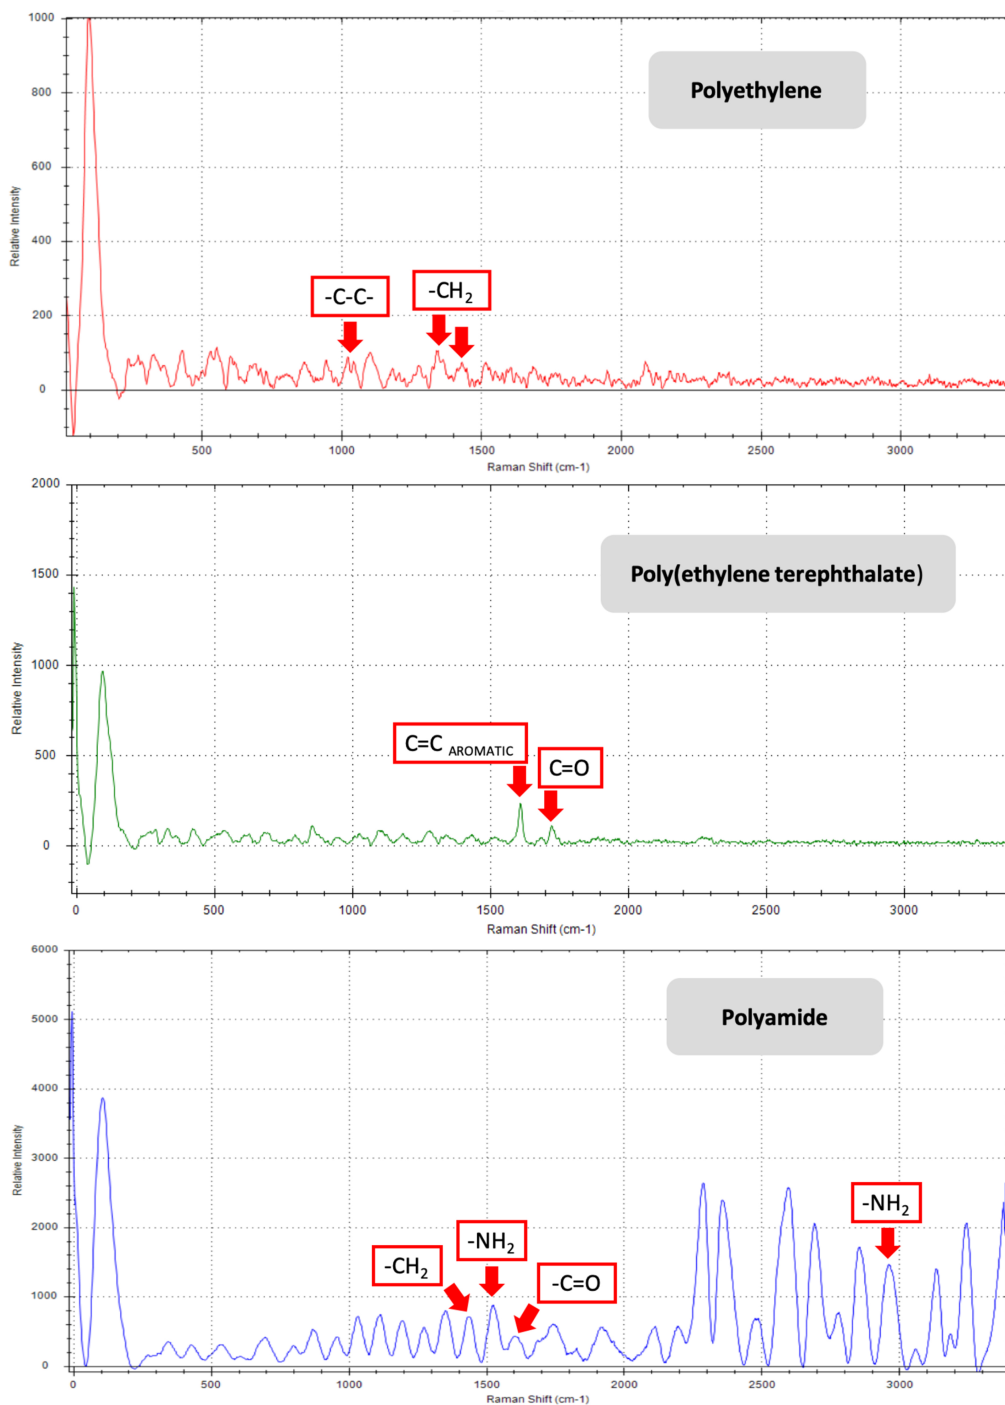 1000
Polyethylene
800
600
Relative Intensity
400
-C-C-
-CH2
200
0
500 1000 1500 2000 2500 3000
Raman Shift (cm-1)
2000
Poly(ethylene terephthalate)
1500
Relative Intensity
1000
C=C AROMATIC
C=O
500
0
0 500 1000 1500 2000 2500 3000
Raman Shift (cm-1)
6000
Polyamide
5000
4000
Relative Intensity
3000
-NH2
2000
-NH2
-CH2
-C=O
1000
0
0 500 1000 1500 2000 2500 3000
Raman Shift (cm-1)